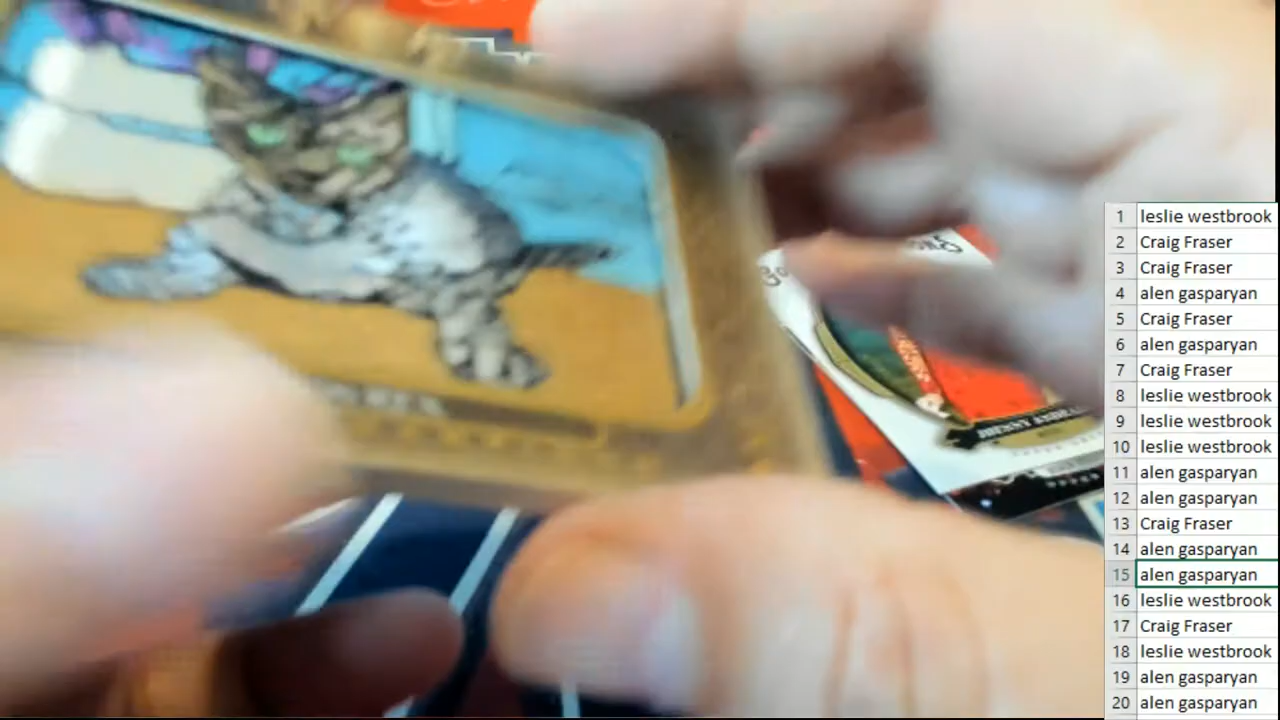 1 leslie westbrook
2 Craig Fraser
3 Craig Fraser
4 alen gasparyan
5 Craig Fraser
6 alen gasparyan
7 Craig Fraser
8 leslie westbrook
9 leslie westbrook
10 leslie westbrook
11 alen gasparyan
12 alen gasparyan
13 Craig Fraser
14 alen gasparyan
15 alen gasparyan
16 leslie westbrook
17 Craig Fraser
18 leslie westbrook
19 alen gasparyan
20 alen gasparyan